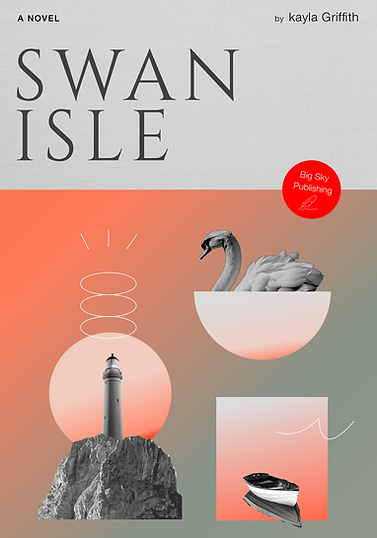 A NOVEL
by kayla Griffith
SWAN
ISLE
Big Sky
Publishing